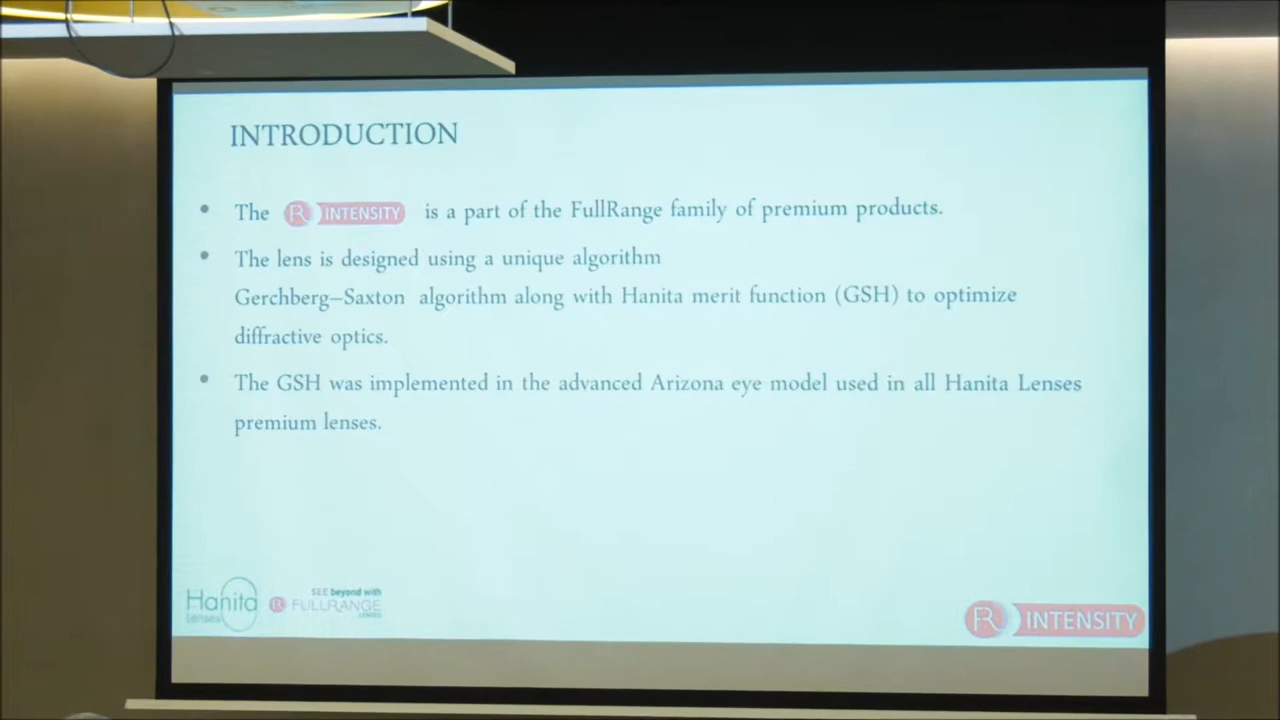 INTRODUCTION
• The R INTENSITY is a part of the FullRange family of premium products.
• The lens is designed using a unique algorithm
Gerchberg–Saxton algorithm along with Hanita merit function (GSH) to optimize
diffractive optics.
• The GSH was implemented in the advanced Arizona eye model used in all Hanita Lenses
premium lenses.
Hanita
Lenses
SEE beyond with
R FULLRANGE
LENSES
R INTENSITY